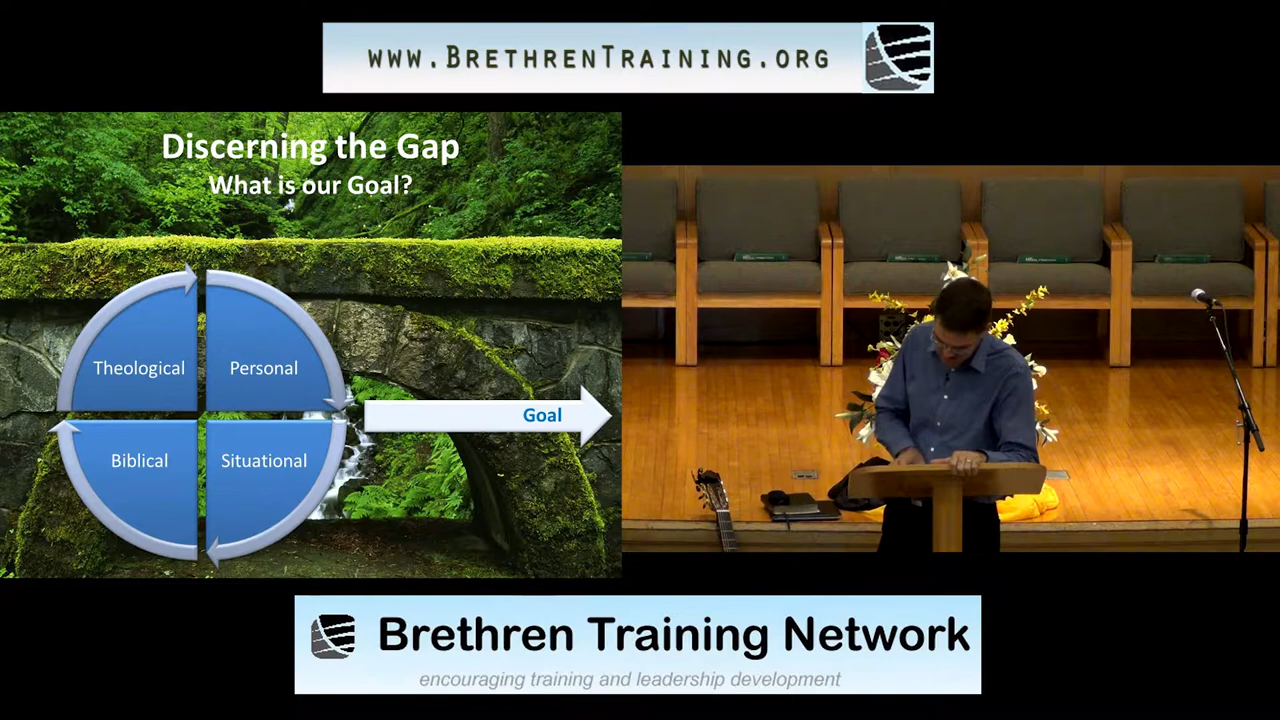 www.BrethrenTraining.org
Discerning the Gap
What is our Goal?
Theological
Personal
Goal
Biblical
Situational
Brethren Training Network
encouraging training and leadership development